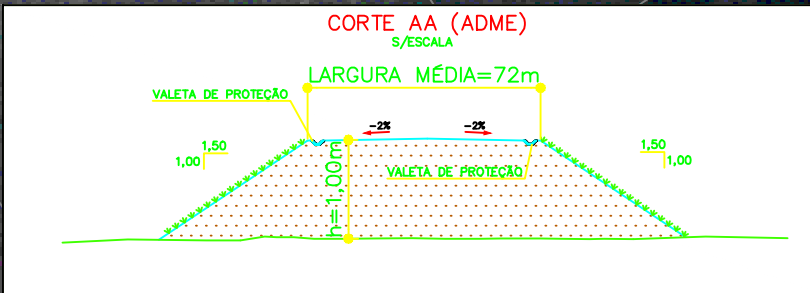 CORTE AA (ADME)
S/ESCALA
LARGURA MÉDIA=72m
VALETA DE PROTEÇÃO
-2%
-2%
1,50
1,00
1,50
1,00
h=1,00m
VALETA DE PROTEÇÃO